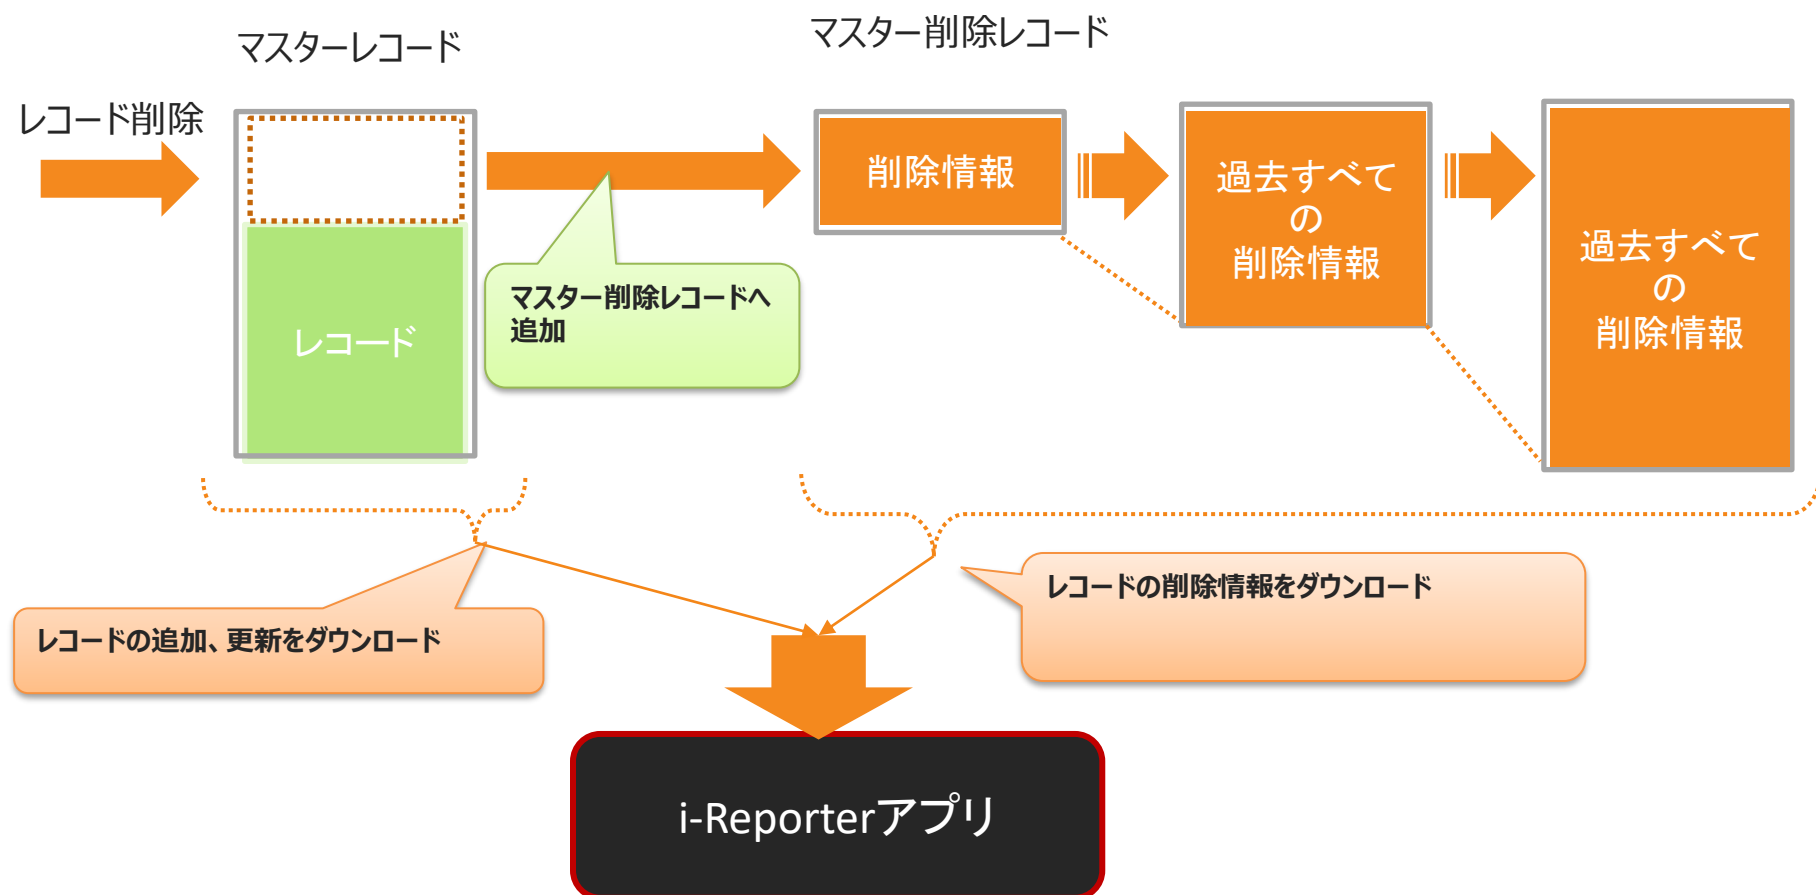 マスターレコード
マスター削除レコード
レコード削除
削除情報
過去すべて
の
削除情報
過去すべて
の
削除情報
マスター削除レコードへ
追加
レコード
レコードの追加、更新をダウンロード
レコードの削除情報をダウンロード
i-Reporterアプリ